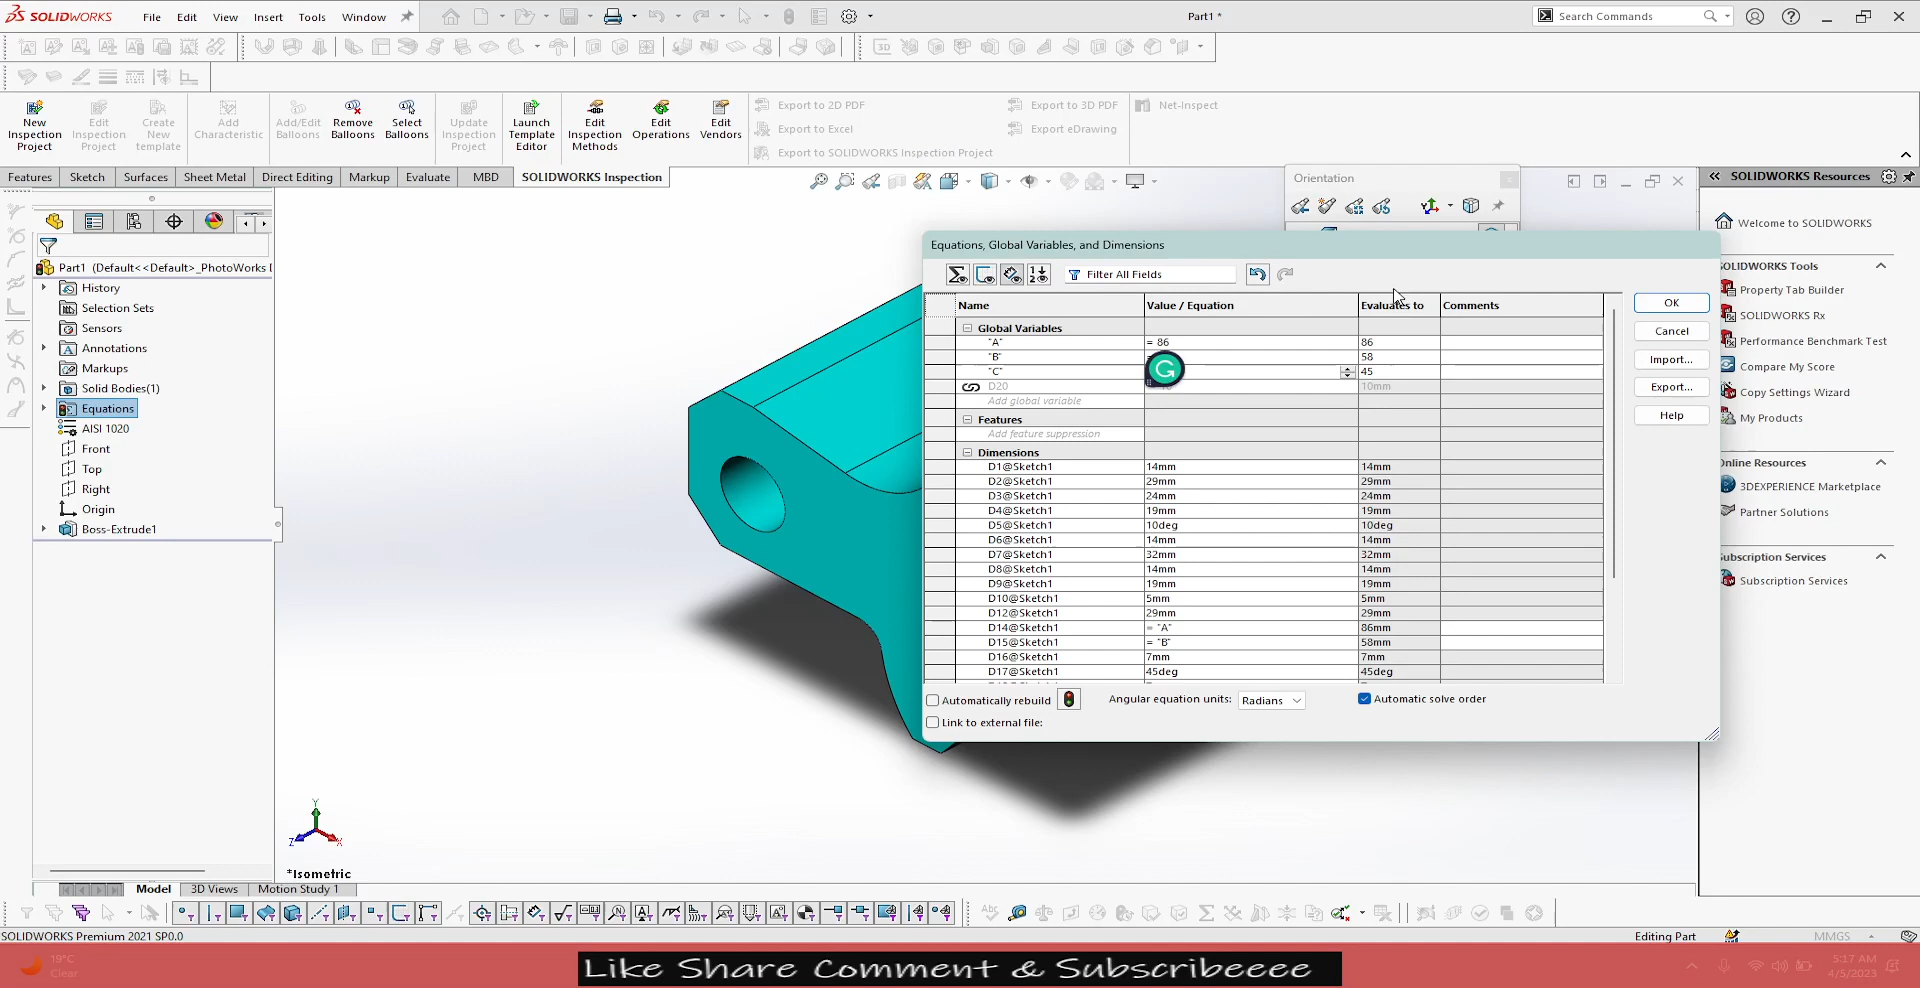 SOLIDWORKS File Edit View Insert Tools Window Part1 * Search Commands
New Inspection Project
Edit Inspection Project
Create New template
Add Characteristic
Add/Edit Balloons
Remove Balloons
Select Balloons
Update Inspection Project
Launch Template Editor
Edit Inspection Methods
Edit Operations
Edit Vendors
Export to 2D PDF
Export to Excel
Export to SOLIDWORKS Inspection Project
Export to 3D PDF
Export eDrawing
Net-Inspect
Features Sketch Surfaces Sheet Metal Direct Editing Markup Evaluate MBD SOLIDWORKS Inspection
Part1 (Default<<Default>_PhotoWorks
History
Selection Sets
Sensors
Annotations
Markups
Solid Bodies(1)
Equations
AISI 1020
Front
Top
Right
Origin
Boss-Extrude1
Orientation
Equations, Global Variables, and Dimensions
Filter All Fields
Name Value / Equation Evaluates to Comments
Global Variables
"A" = 86 86
"B" 58
"C" 45
D20 10mm
Add global variable
Features
Add feature suppression
Dimensions
D1@Sketch1 14mm 14mm
D2@Sketch1 29mm 29mm
D3@Sketch1 24mm 24mm
D4@Sketch1 19mm 19mm
D5@Sketch1 10deg 10deg
D6@Sketch1 14mm 14mm
D7@Sketch1 32mm 32mm
D8@Sketch1 14mm 14mm
D9@Sketch1 19mm 19mm
D10@Sketch1 5mm 5mm
D12@Sketch1 29mm 29mm
D14@Sketch1 = "A" 86mm
D15@Sketch1 = "B" 58mm
D16@Sketch1 7mm 7mm
D17@Sketch1 45deg 45deg
OK
Cancel
Import...
Export...
Help
Automatically rebuild Angular equation units: Radians Automatic solve order
Link to external file:
SOLIDWORKS Resources
Welcome to SOLIDWORKS
OLIDWORKS Tools
Property Tab Builder
SOLIDWORKS Rx
Performance Benchmark Test
Compare My Score
Copy Settings Wizard
My Products
Online Resources
3DEXPERIENCE Marketplace
Partner Solutions
ubscription Services
Subscription Services
Y
Z X
*Isometric
Model 3D Views Motion Study 1
SOLIDWORKS Premium 2021 SP0.0 Editing Part MMGS
19°C
Clear
Like Share Comment & Subscribeeee
5:17 AM
4/5/2023